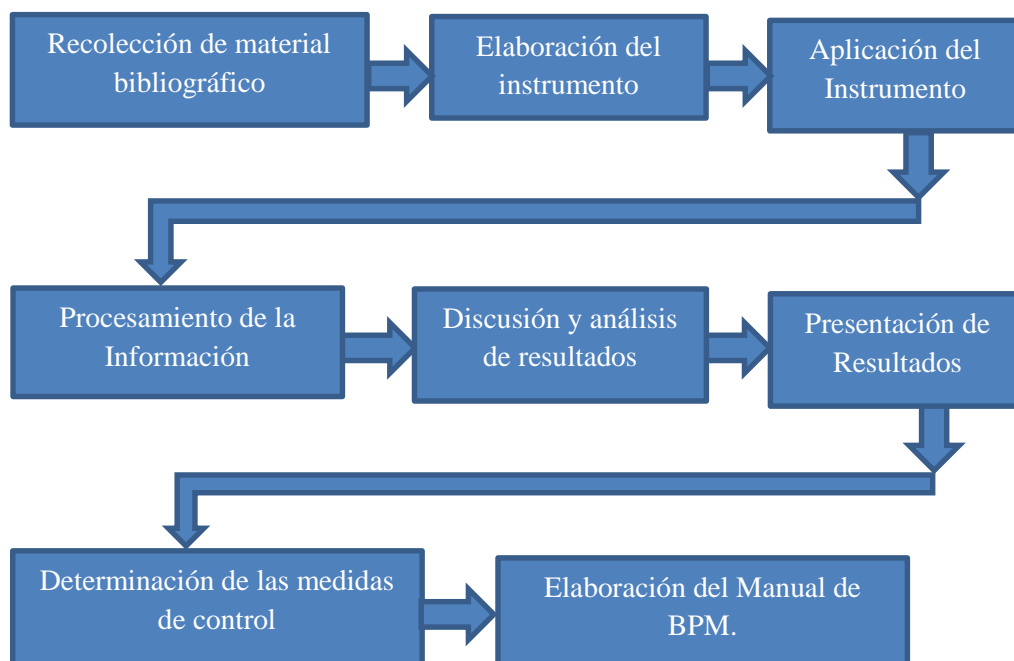 Recolección de material
bibliográfico
Elaboración del
instrumento
Aplicación del
Instrumento
Procesamiento de la
Información
Discusión y análisis
de resultados
Presentación de
Resultados
Determinación de las medidas
de control
Elaboración del Manual de
BPM.